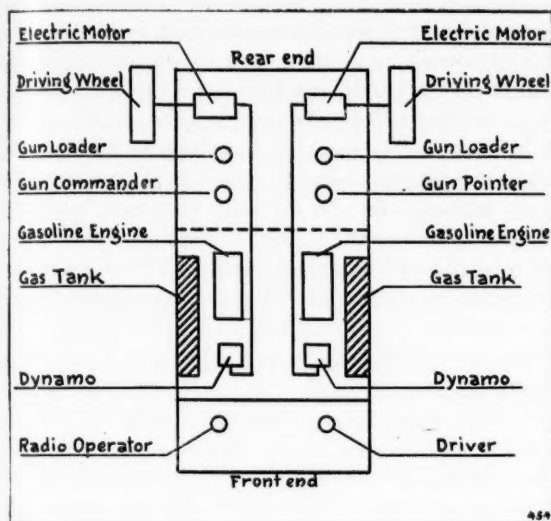 Electric Motor
Electric Motor
Rear end
Driving Wheel
Driving Wheel
Gun Loader
Gun Loader
Gun Commander
Gun Pointer
Gasoline Engine
Gasoline Engine
Gas Tank
Gas Tank
Dynamo
Dynamo
Radio Operator
Driver
Front end
454